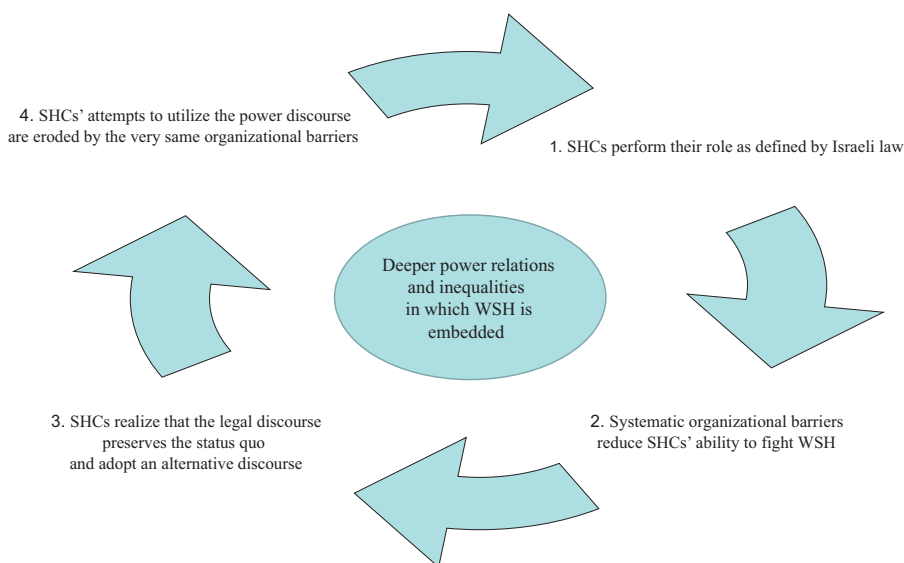 4. SHCs' attempts to utilize the power discourse
are eroded by the very same organizational barriers
1. SHCs perform their role as defined by Israeli law
Deeper power relations
and inequalities
in which WSH is
embedded
3. SHCs realize that the legal discourse
preserves the status quo
and adopt an alternative discourse
2. Systematic organizational barriers
reduce SHCs' ability to fight WSH